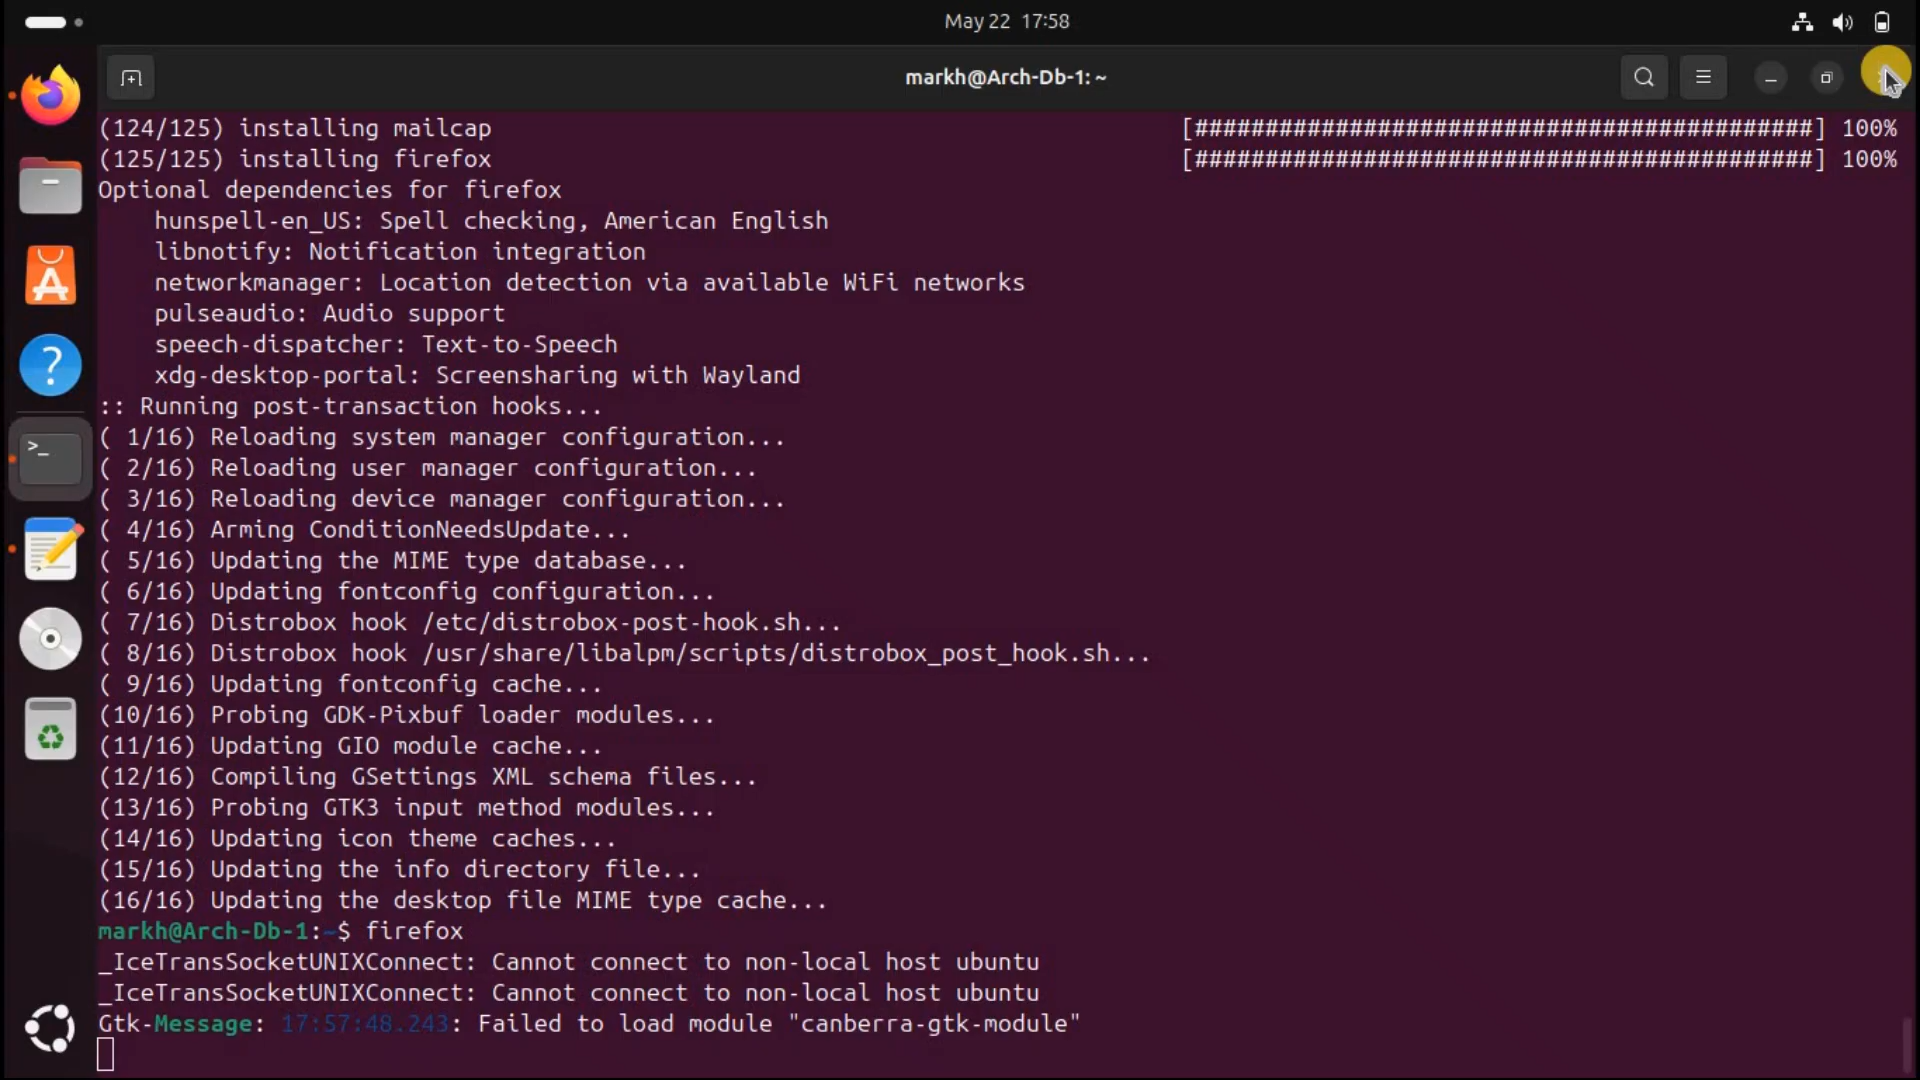 May 22 17:58
markh@Arch-Db-1: ~
(124/125) installing mailcap [############################################] 100%
(125/125) installing firefox [############################################] 100%
Optional dependencies for firefox
hunspell-en_US: Spell checking, American English
libnotify: Notification integration
networkmanager: Location detection via available WiFi networks
pulseaudio: Audio support
speech-dispatcher: Text-to-Speech
xdg-desktop-portal: Screensharing with Wayland
:: Running post-transaction hooks...
( 1/16) Reloading system manager configuration...
( 2/16) Reloading user manager configuration...
( 3/16) Reloading device manager configuration...
( 4/16) Arming ConditionNeedsUpdate...
( 5/16) Updating the MIME type database...
( 6/16) Updating fontconfig configuration...
( 7/16) Distrobox hook /etc/distrobox-post-hook.sh...
( 8/16) Distrobox hook /usr/share/libalpm/scripts/distrobox_post_hook.sh...
( 9/16) Updating fontconfig cache...
(10/16) Probing GDK-Pixbuf loader modules...
(11/16) Updating GIO module cache...
(12/16) Compiling GSettings XML schema files...
(13/16) Probing GTK3 input method modules...
(14/16) Updating icon theme caches...
(15/16) Updating the info directory file...
(16/16) Updating the desktop file MIME type cache...
markh@Arch-Db-1:~$ firefox
_IceTransSocketUNIXConnect: Cannot connect to non-local host ubuntu
_IceTransSocketUNIXConnect: Cannot connect to non-local host ubuntu
Gtk-Message: 17:57:48.243: Failed to load module "canberra-gtk-module"